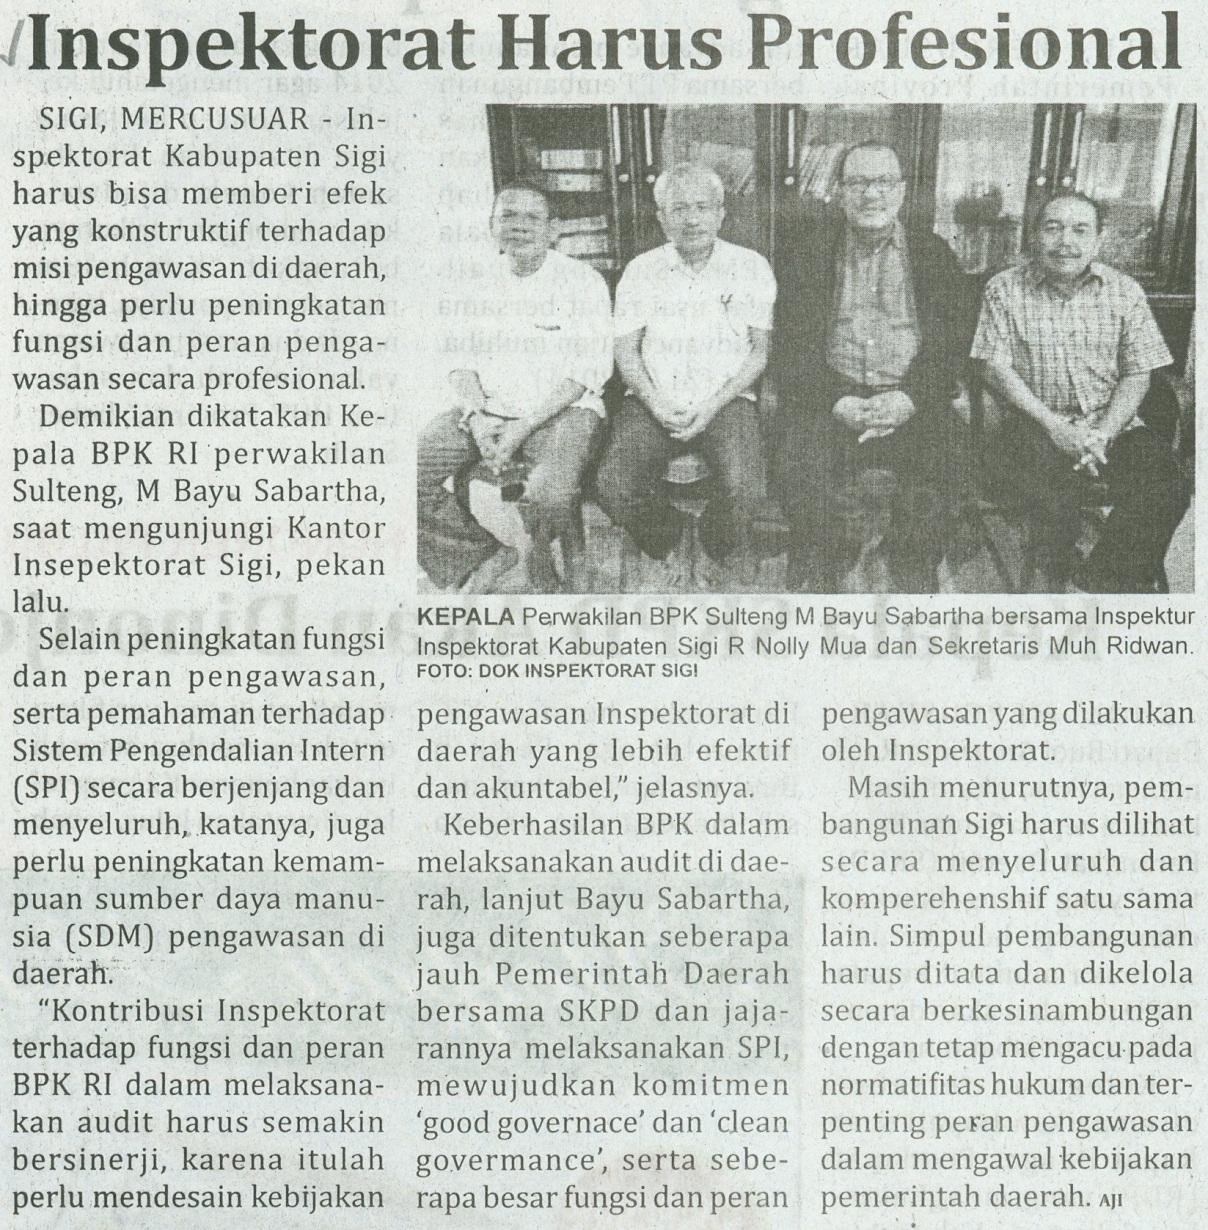 Inspektorat Harus Profesional
SIGI, MERCUSUAR - In-
spektorat Kabupaten Sigi
harus bisa memberi efek
yang konstruktif terhadap
misi pengawasan di daerah,
hingga perlu peningkatan
fungsi dan peran penga-
wasan secara profesional.
Demikian dikatakan Ke-
pala BPK RI perwakilan
Sulteng, M Bayu Sabartha,
saat mengunjungi Kantor
Insepektorat Sigi, pekan
lalu.
Selain peningkatan fungsi
dan peran pengawasan,
serta pemahaman terhadap
Sistem Pengendalian Intern
(SPI) secara berjenjang dan
menyeluruh, katanya, juga
perlu peningkatan kemam-
puan sumber daya manu-
sia (SDM) pengawasan di
daerah.
“Kontribusi Inspektorat
terhadap fungsi dan peran
BPK RI dalam melaksana-
kan audit harus semakin
bersinerji, karena itulah
perlu mendesain kebijakan
KEPALA Perwakilan BPK Sulteng M Bayu Sabartha bersama Inspektur
Inspektorat Kabupaten Sigi R Nolly Mua dan Sekretaris Muh Ridwan.
FOTO: DOK INSPEKTORAT SIGI
pengawasan Inspektorat di
daerah yang lebih efektif
dan akuntabel,” jelasnya.
Keberhasilan BPK dalam
melaksanakan audit di dae-
rah, lanjut Bayu Sabartha,
juga ditentukan seberapa
jauh Pemerintah Daerah
bersama SKPD dan jaja-
rannya melaksanakan SPI,
mewujudkan komitmen
‘good governace’ dan ‘clean
govermance’, serta sebe-
rapa besar fungsi dan peran
pengawasan yang dilakukan
oleh Inspektorat.
Masih menurutnya, pem-
bangunan Sigi harus dilihat
secara menyeluruh dan
komperehenshif satu sama
lain. Simpul pembangunan
harus ditata dan dikelola
secara berkesinambungan
dengan tetap mengacu pada
normatifitas hukum dan ter-
penting peran pengawasan
dalam mengawal kebijakan
pemerintah daerah. AJI